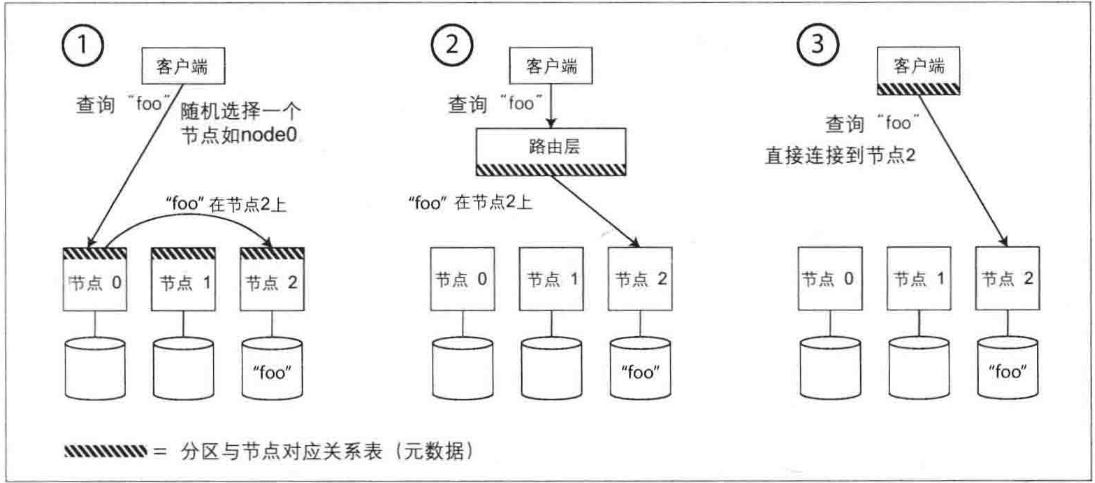 ①
客户端
查询 “foo”
随机选择一个
节点如node0
“foo” 在节点2上
节点 0
节点 1
节点 2
“foo”
②
客户端
查询 “foo”
路由层
“foo” 在节点2上
节点 0
节点 1
节点 2
“foo”
③
客户端
查询 “foo”
直接连接到节点2
节点 0
节点 1
节点 2
“foo”
= 分区与节点对应关系表（元数据）